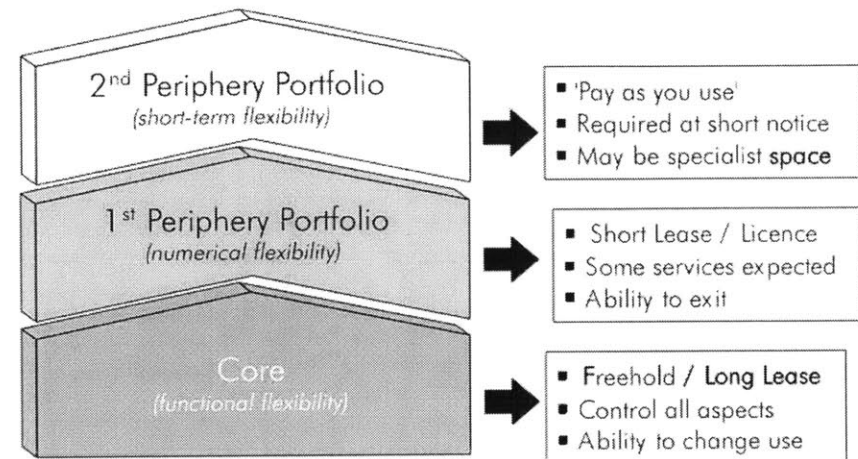 2nd Periphery Portfolio
(short-term flexibility)
▪ 'Pay as you use'
▪ Required at short notice
▪ May be specialist space
1st Periphery Portfolio
(numerical flexibility)
▪ Short Lease / Licence
▪ Some services expected
▪ Ability to exit
Core
(functional flexibility)
▪ Freehold / Long Lease
▪ Control all aspects
▪ Ability to change use